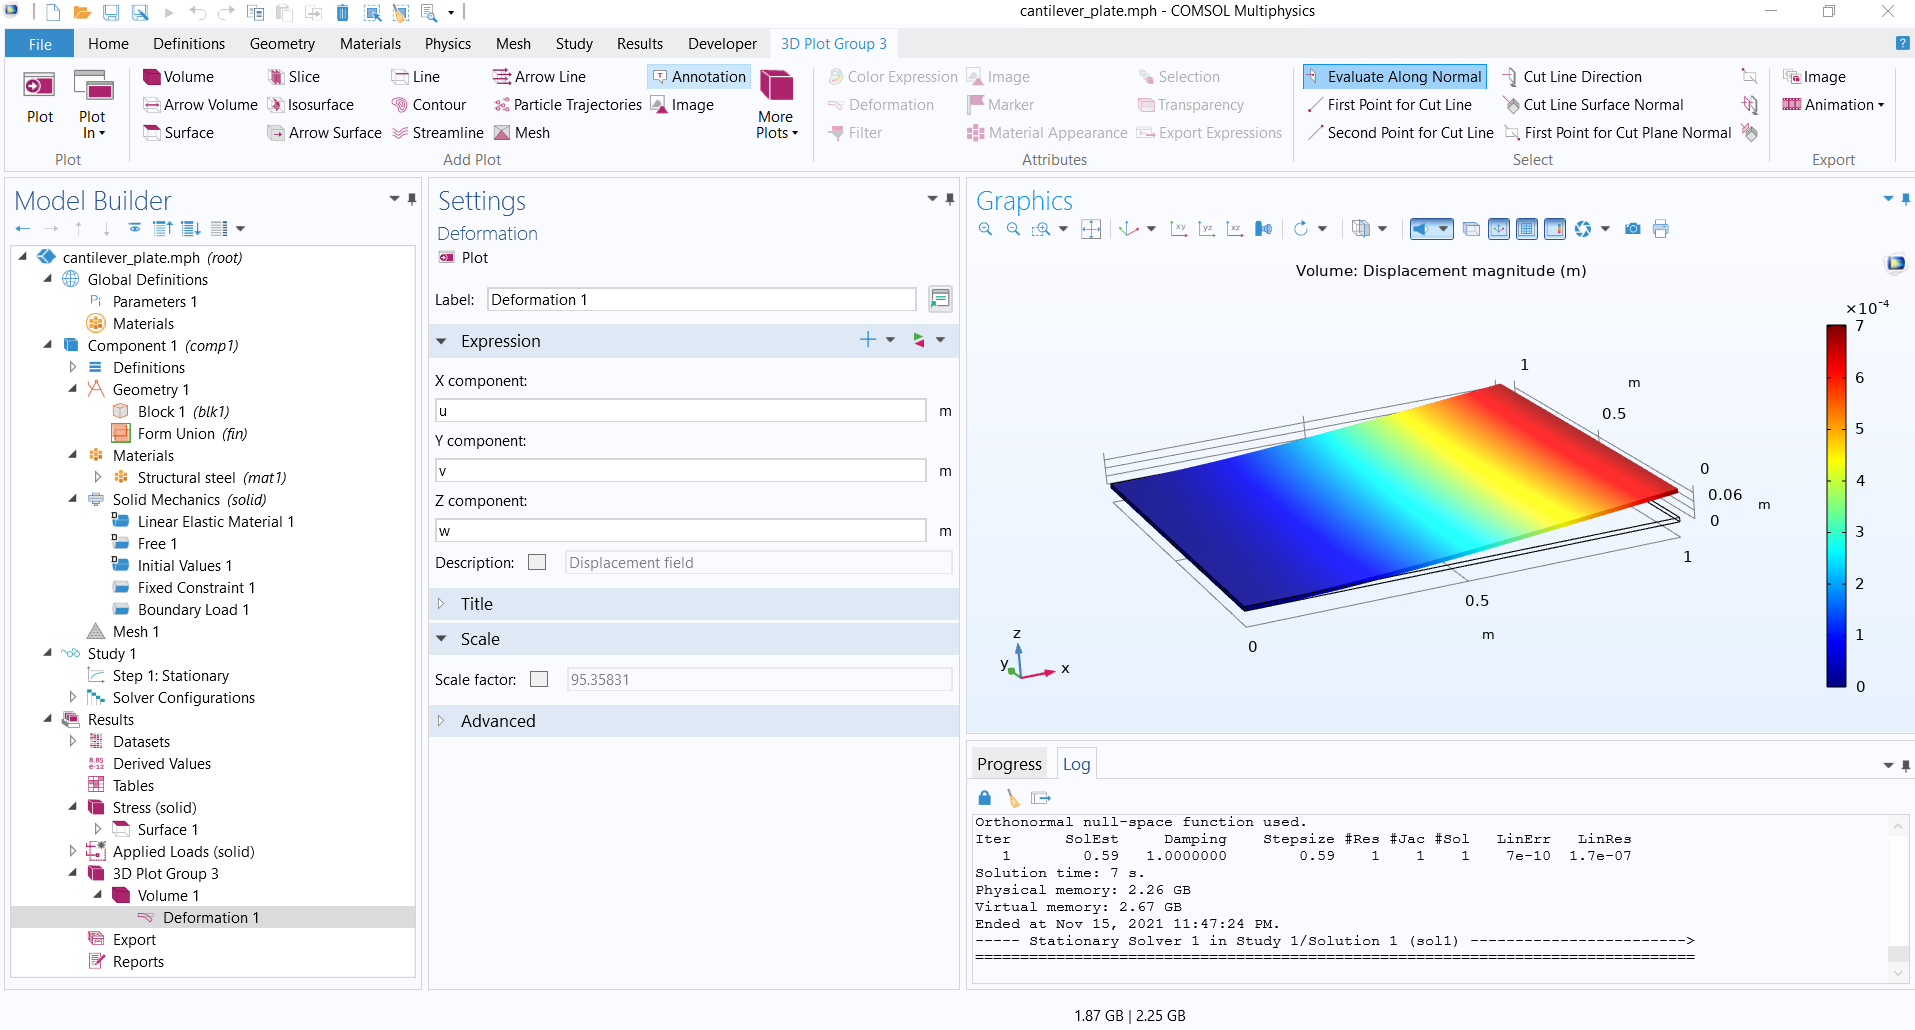 cantilever_plate.mph - COMSOL Multiphysics
File Home Definitions Geometry Materials Physics Mesh Study Results Developer 3D Plot Group 3
Plot
Plot In
Volume
Arrow Volume
Surface
Slice
Isosurface
Arrow Surface
Line
Contour
Streamline
Arrow Line
Particle Trajectories
Mesh
Annotation
Image
More Plots
Color Expression
Deformation
Filter
Image
Marker
Material Appearance
Selection
Transparency
Export Expressions
Evaluate Along Normal
First Point for Cut Line
Second Point for Cut Line
Cut Line Direction
Cut Line Surface Normal
First Point for Cut Plane Normal
Image
Animation
Plot
Add Plot
Attributes
Select
Export
Model Builder
cantilever_plate.mph (root)
Global Definitions
Pi Parameters 1
Materials
Component 1 (comp1)
Definitions
Geometry 1
Block 1 (blk1)
Form Union (fin)
Materials
Structural steel (mat1)
Solid Mechanics (solid)
Linear Elastic Material 1
Free 1
Initial Values 1
Fixed Constraint 1
Boundary Load 1
Mesh 1
Study 1
Step 1: Stationary
Solver Configurations
Results
Datasets
8.85 e-12 Derived Values
Tables
Stress (solid)
Surface 1
Applied Loads (solid)
3D Plot Group 3
Volume 1
Deformation 1
Export
Reports
Settings
Deformation
Plot
Label: Deformation 1
Expression
X component:
u m
Y component:
v m
Z component:
w m
Description: Displacement field
Title
Scale
Scale factor: 95.35831
Advanced
Graphics
xy yz xz
Volume: Displacement magnitude (m)
×10⁻⁴
7
6
5
4
3
2
1
0
1
m
0.5
0
0.06
m
0
1
0.5
m
0
z
y
x
Progress Log
Orthonormal null-space function used.
Iter SolEst Damping Stepsize #Res #Jac #Sol LinErr LinRes
1 0.59 1.0000000 0.59 1 1 1 7e-10 1.7e-07
Solution time: 7 s.
Physical memory: 2.26 GB
Virtual memory: 2.67 GB
Ended at Nov 15, 2021 11:47:24 PM.
----- Stationary Solver 1 in Study 1/Solution 1 (sol1) ------------------------>
================================================================================
1.87 GB | 2.25 GB